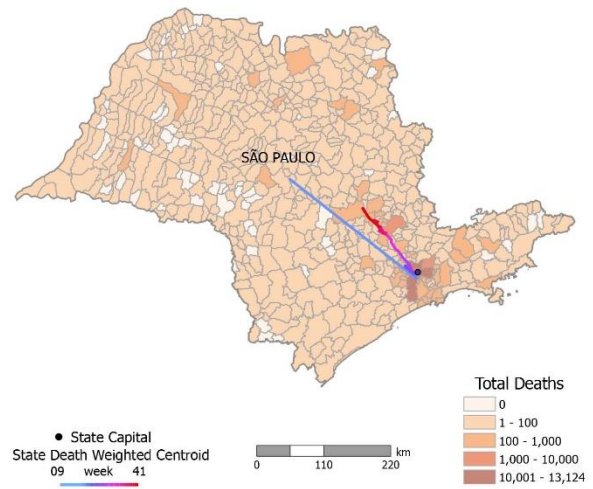 SÃO PAULO
Total Deaths
0
1 - 100
100 - 1,000
1,000 - 10,000
10,001 - 13,124
State Capital
State Death Weighted Centroid
09 week 41
km
0 110 220